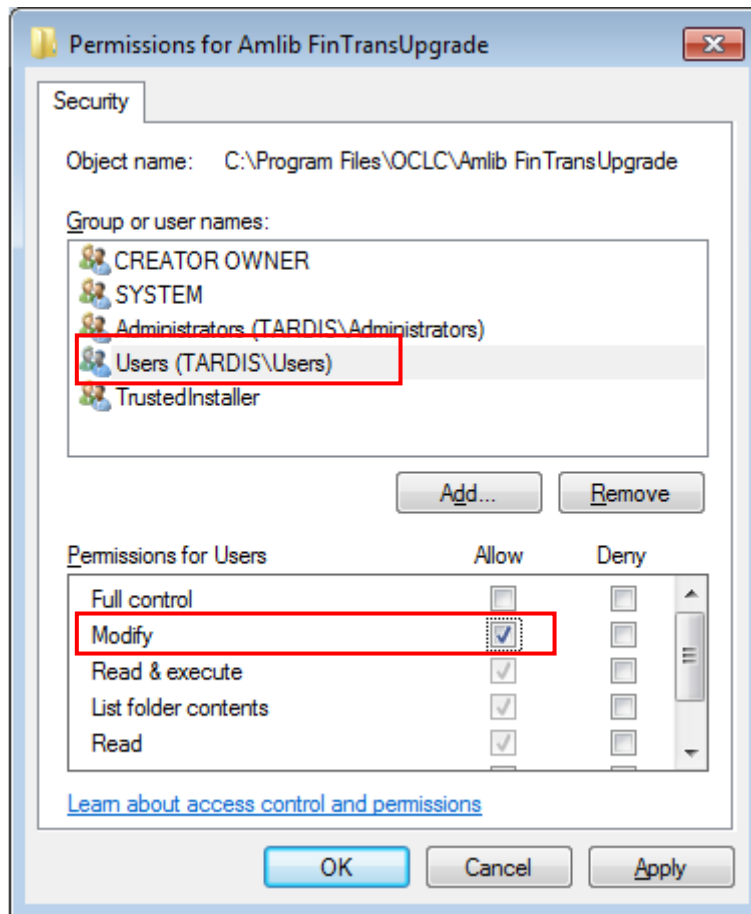 Permissions for Amlib FinTransUpgrade
Security
Object name: C:\Program Files\OCLC\Amlib FinTransUpgrade
Group or user names:
CREATOR OWNER
SYSTEM
Administrators (TARDIS\Administrators)
Users (TARDIS\Users)
TrustedInstaller
Add... Remove
Permissions for Users Allow Deny
Full control
Modify
Read & execute
List folder contents
Read
Learn about access control and permissions
OK Cancel Apply